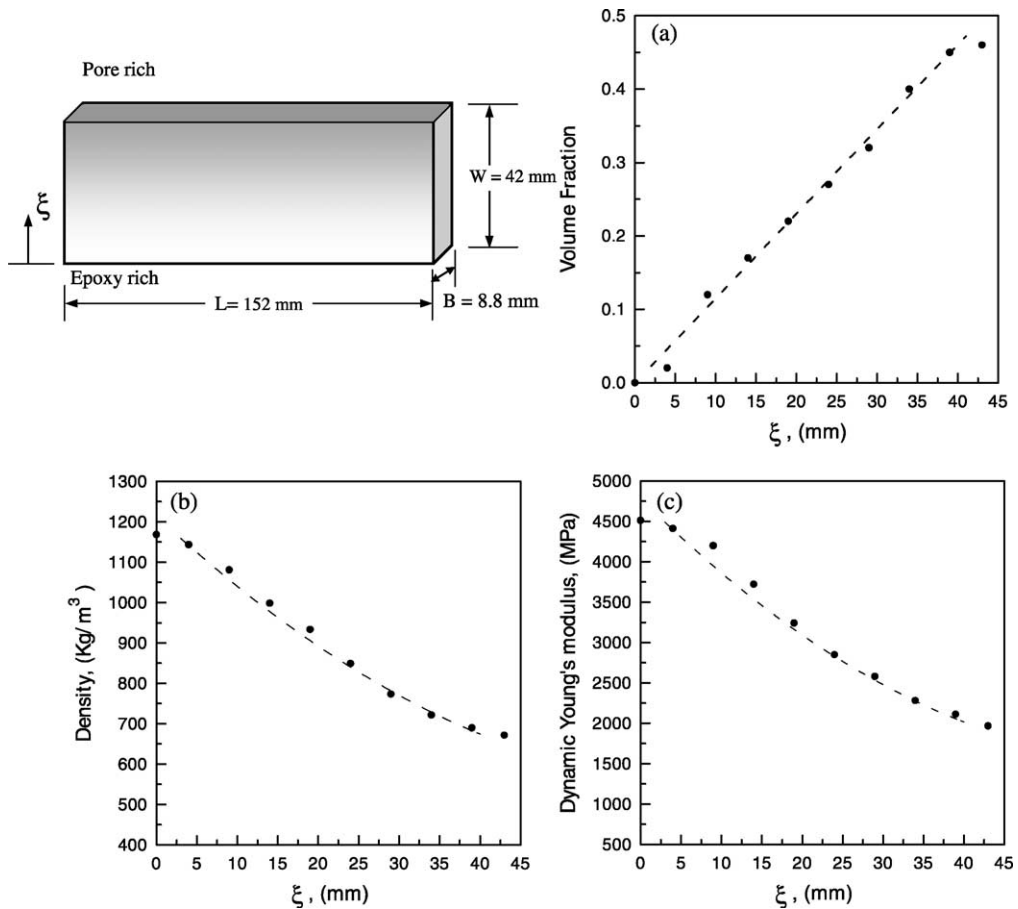 Pore rich
W = 42 mm
ξ
Epoxy rich
L= 152 mm
B = 8.8 mm
(a)
Volume Fraction
0.5
0.4
0.3
0.2
0.1
0.0
0 5 10 15 20 25 30 35 40 45
ξ , (mm)
(b)
Density, (Kg/m³ )
1300
1200
1100
1000
900
800
700
600
500
400
0 5 10 15 20 25 30 35 40 45
ξ , (mm)
(c)
Dynamic Young's modulus, (MPa)
5000
4500
4000
3500
3000
2500
2000
1500
1000
500
0 5 10 15 20 25 30 35 40 45
ξ , (mm)